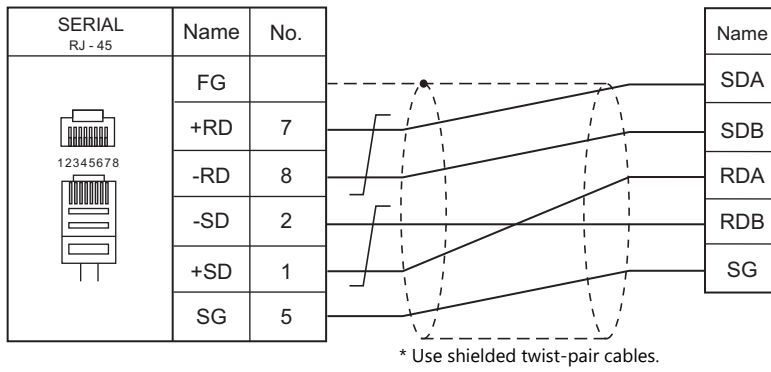 SERIAL
RJ - 45
Name No.
FG
+RD 7
-RD 8
-SD 2
+SD 1
SG 5
12345678
Name
SDA
SDB
RDA
RDB
SG
* Use shielded twist-pair cables.